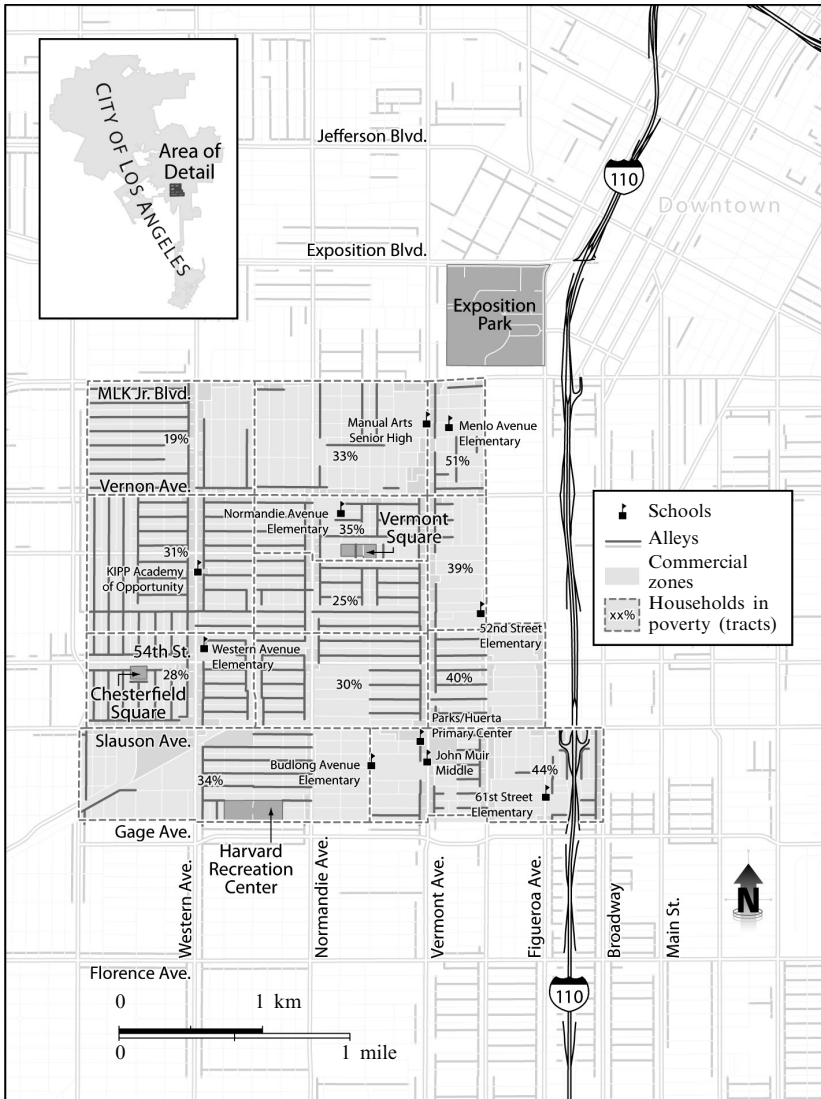 CITY OF LOS ANGELES
Area of
Detail
Jefferson Blvd.
110
Downtown
Exposition Blvd.
Exposition
Park
MLK Jr. Blvd.
Manual Arts
Senior High
Menlo Avenue
Elementary
19%
33%
51%
Vernon Ave.
Normandie Avenue
Elementary
35%
Vermont
Square
31%
KIPP Academy
of Opportunity
25%
39%
52nd Street
Elementary
Schools
Alleys
Commercial
zones
xx%
Households in
poverty (tracts)
54th St.
Western Avenue
Elementary
28%
Chesterfield
Square
30%
40%
Parks/Huerta
Primary Center
Slauson Ave.
John Muir
Middle
Budlong Avenue
Elementary
34%
44%
61st Street
Elementary
Gage Ave.
Harvard
Recreation
Center
Western Ave.
Normandie Ave.
Vermont Ave.
Figueroa Ave.
Broadway
Main St.
N
Florence Ave.
110
0 1 km
0 1 mile